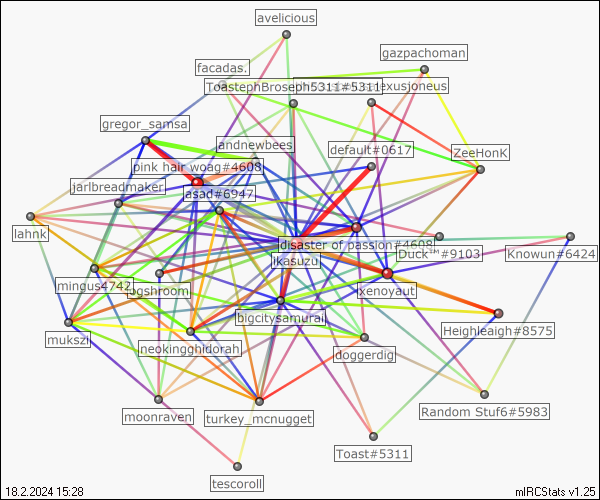 avelicious
gazpachoman
facadas.
ToastephBroseph5311#5311
exusjoneus
gregor_samsa
andnewbees
default#0617
ZeeHonK
pink hair woag#4608
jarlbreadmaker
asad#6947
lahnk
disaster of passion#4608
ikasuzu
Duck™#9103
Knowun#6424
mingus4742
ogshroom
xenoyaut
bigcitysamurai
Heighleaigh#8575
mukszi
neokingghidorah
doggerdig
moonraven
turkey_mcnugget
Random Stuf6#5983
Toast#5311
tescoroll
18.2.2024 15:28
mIRCStats v1.25